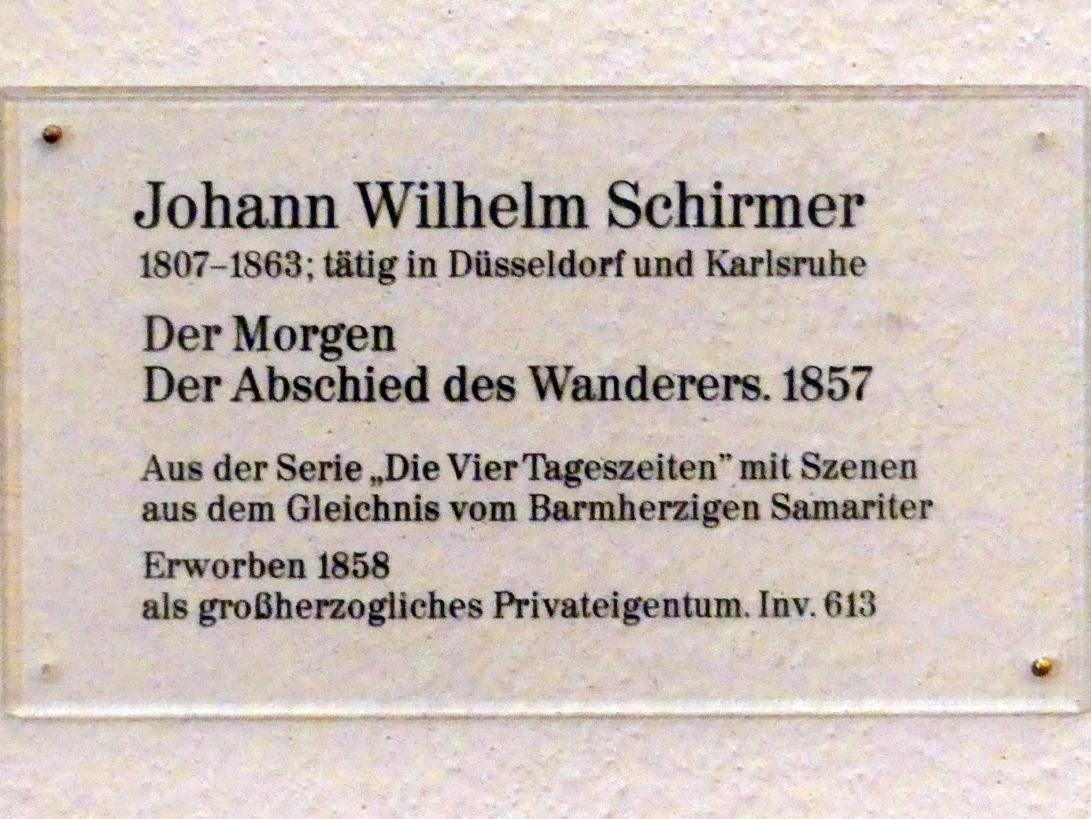 Johann Wilhelm Schirmer
1807–1863; tätig in Düsseldorf und Karlsruhe
Der Morgen
Der Abschied des Wanderers. 1857
Aus der Serie „Die Vier Tageszeiten” mit Szenen
aus dem Gleichnis vom Barmherzigen Samariter
Erworben 1858
als großherzogliches Privateigentum. Inv. 613